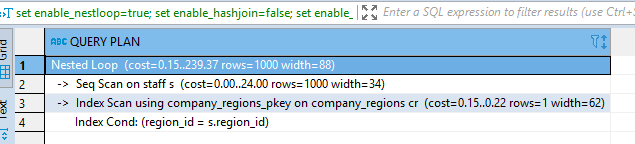 set enable_nestloop=true; set enable_hashjoin=false; set enable_
Enter a SQL expression to filter results (use Ctrl+S
Grid
Text
ABC QUERY PLAN
1 Nested Loop (cost=0.15..239.37 rows=1000 width=88)
2 -> Seq Scan on staff s (cost=0.00..24.00 rows=1000 width=34)
3 -> Index Scan using company_regions_pkey on company_regions cr (cost=0.15..0.22 rows=1 width=62)
4 Index Cond: (region_id = s.region_id)